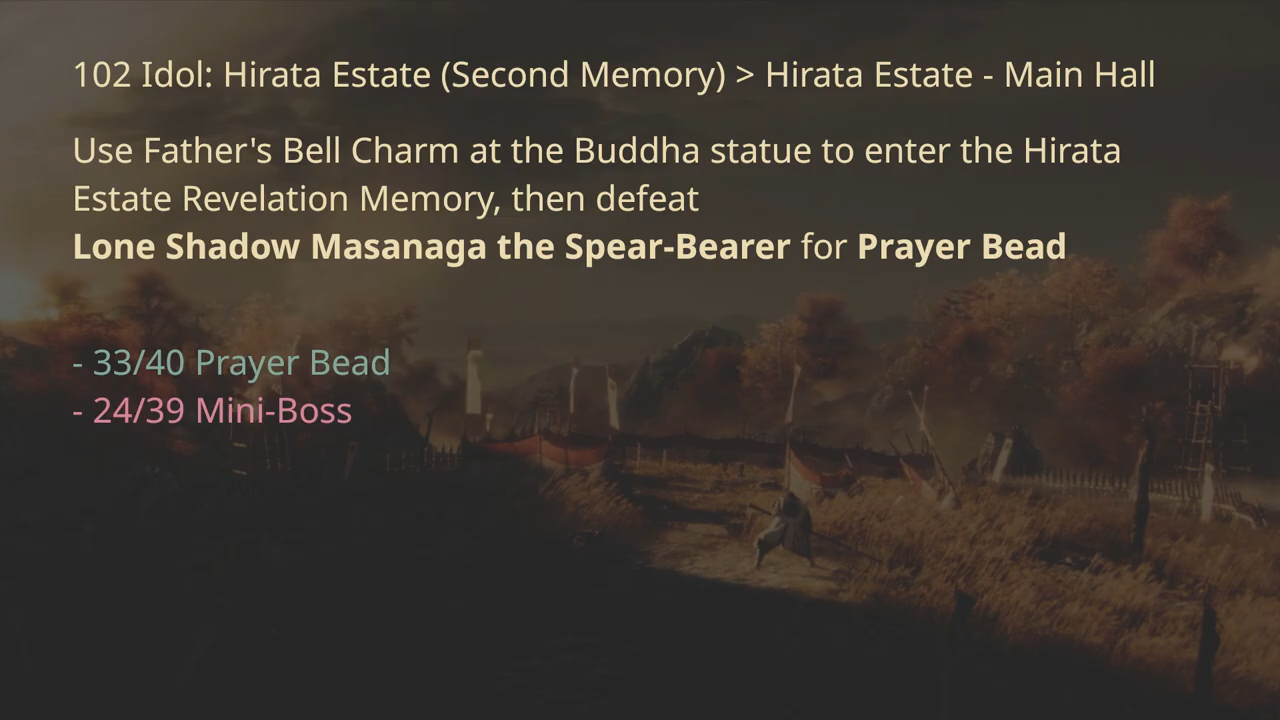 102 Idol: Hirata Estate (Second Memory) > Hirata Estate - Main Hall
Use Father's Bell Charm at the Buddha statue to enter the Hirata
Estate Revelation Memory, then defeat
Lone Shadow Masanaga the Spear-Bearer for Prayer Bead
- 33/40 Prayer Bead
- 24/39 Mini-Boss